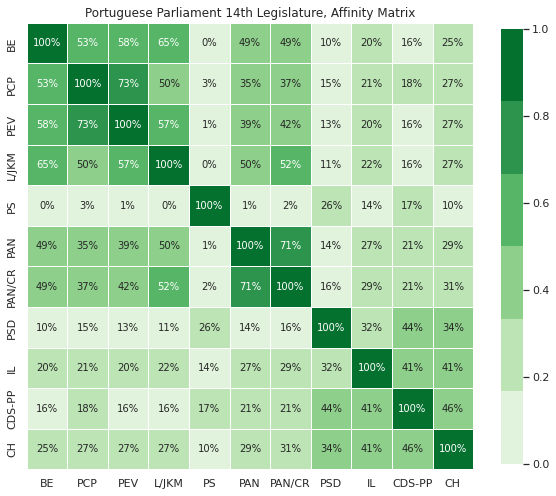 Portuguese Parliament 14th Legislature, Affinity Matrix
BE 100% 53% 58% 65% 0% 49% 49% 10% 20% 16% 25%
PCP 53% 100% 73% 50% 3% 35% 37% 15% 21% 18% 27%
PEV 58% 73% 100% 57% 1% 39% 42% 13% 20% 16% 27%
L/JKM 65% 50% 57% 100% 0% 50% 52% 11% 22% 16% 27%
PS 0% 3% 1% 0% 100% 1% 2% 26% 14% 17% 10%
PAN 49% 35% 39% 50% 1% 100% 71% 14% 27% 21% 29%
PAN/CR 49% 37% 42% 52% 2% 71% 100% 16% 29% 21% 31%
PSD 10% 15% 13% 11% 26% 14% 16% 100% 32% 44% 34%
IL 20% 21% 20% 22% 14% 27% 29% 32% 100% 41% 41%
CDS-PP 16% 18% 16% 16% 17% 21% 21% 44% 41% 100% 46%
CH 25% 27% 27% 27% 10% 29% 31% 34% 41% 46% 100%
BE PCP PEV L/JKM PS PAN PAN/CR PSD IL CDS-PP CH
1.0
0.8
0.6
0.4
0.2
0.0